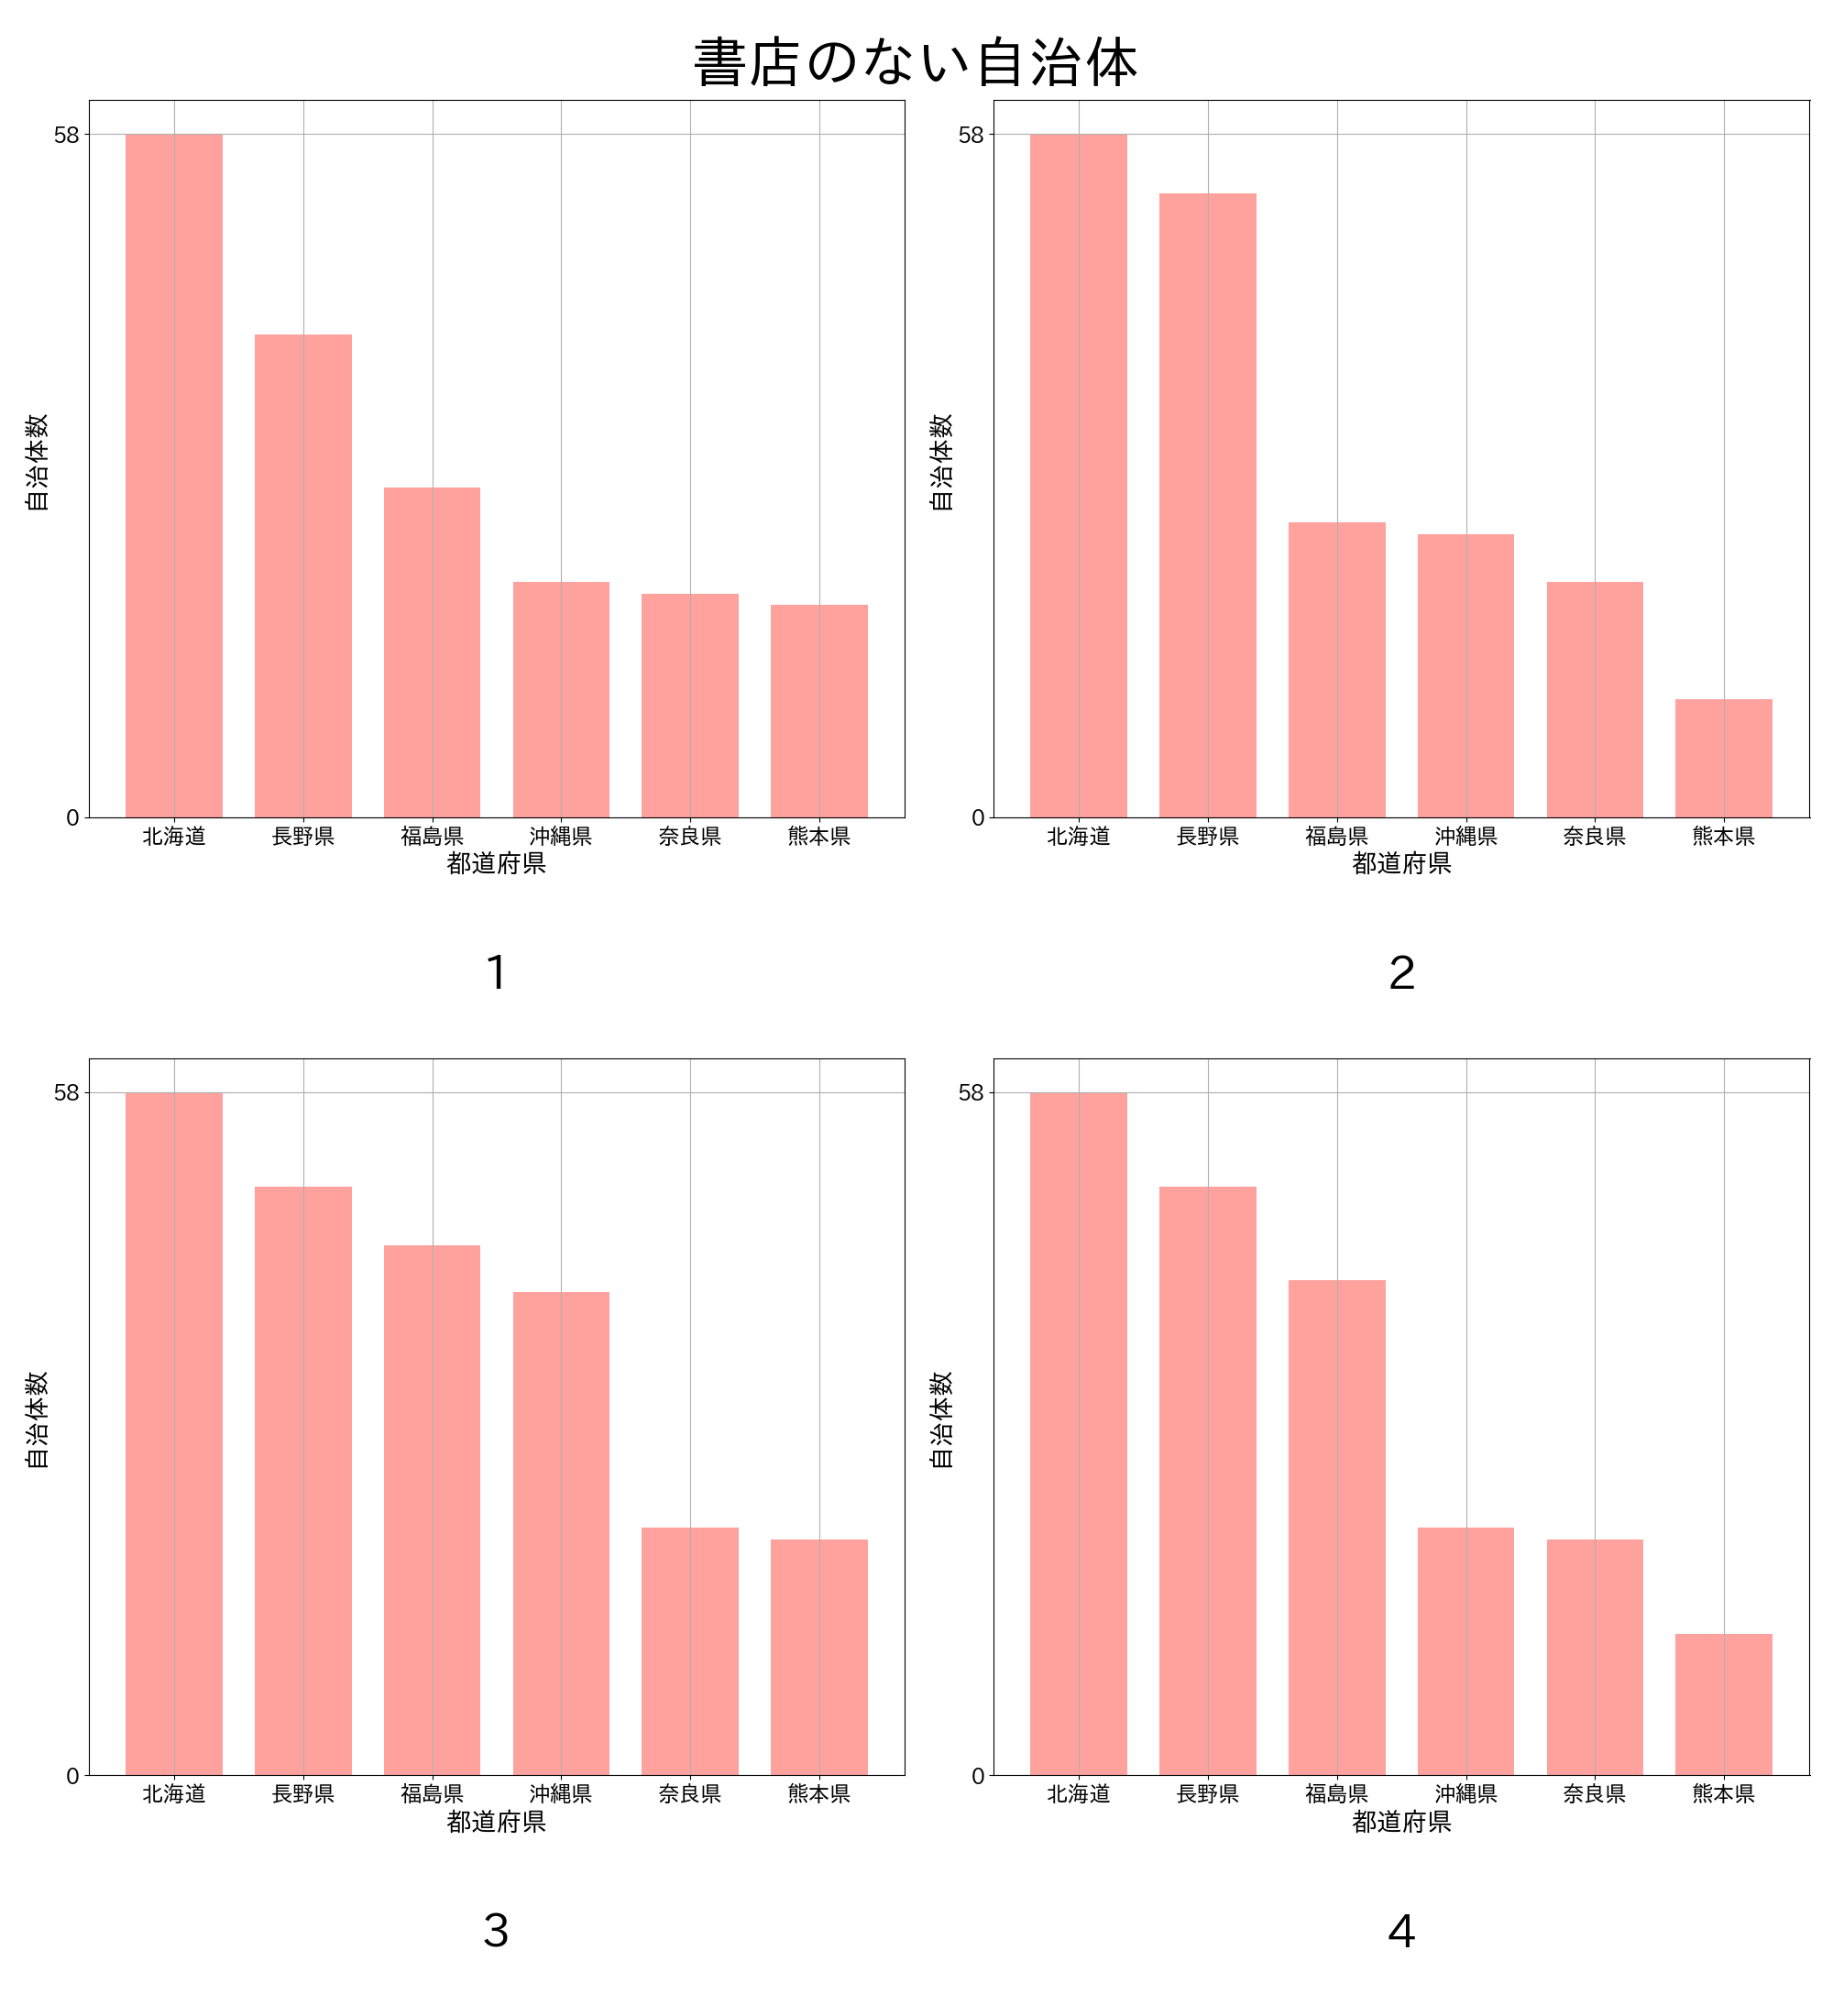 書店のない自治体
58
0
自治体数
北海道 長野県 福島県 沖縄県 奈良県 熊本県
都道府県
1
58
0
自治体数
北海道 長野県 福島県 沖縄県 奈良県 熊本県
都道府県
2
58
0
自治体数
北海道 長野県 福島県 沖縄県 奈良県 熊本県
都道府県
3
58
0
自治体数
北海道 長野県 福島県 沖縄県 奈良県 熊本県
都道府県
4